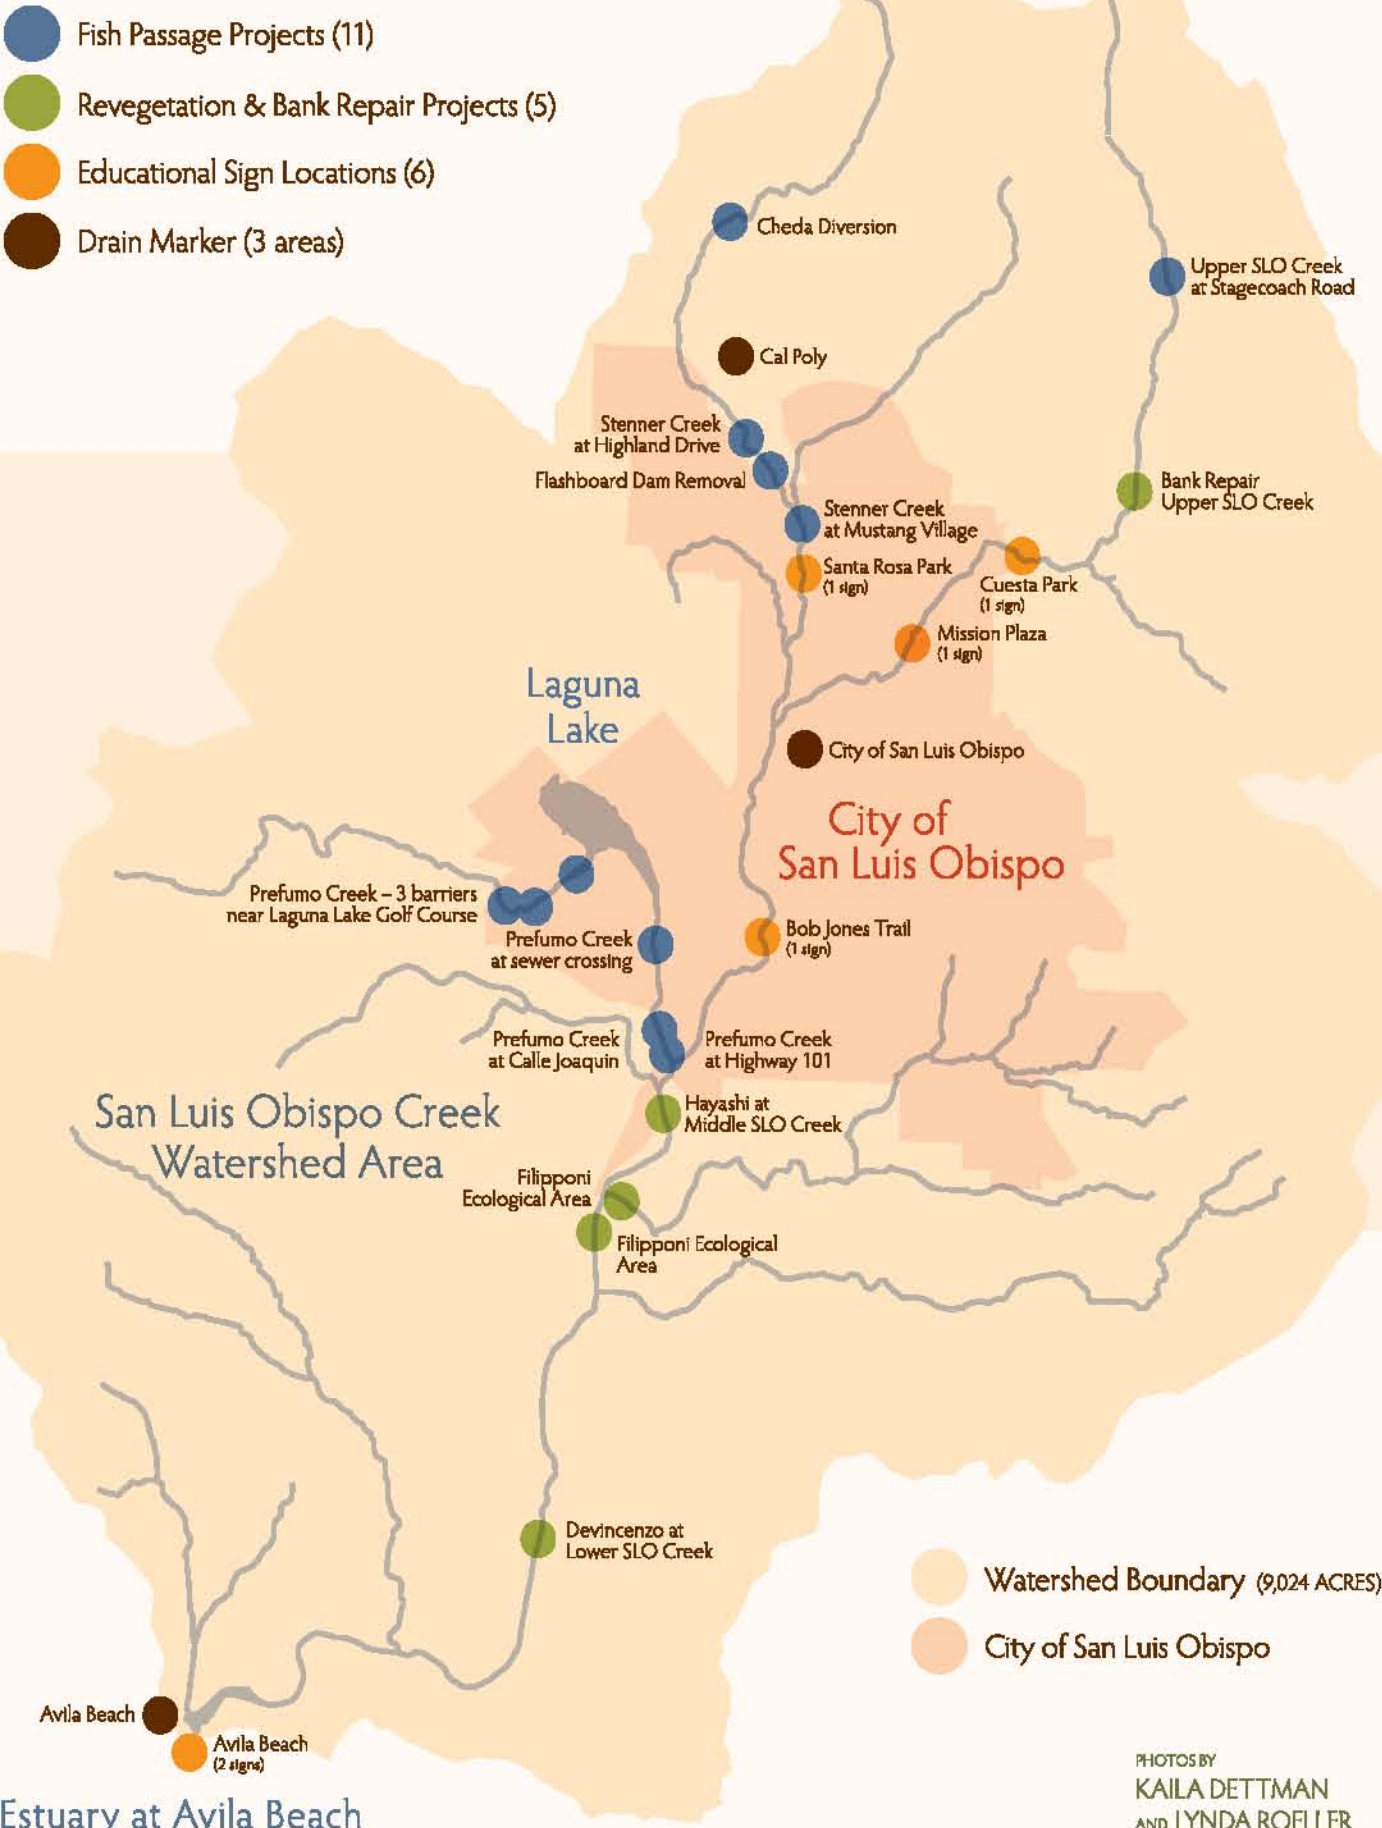 Fish Passage Projects (11)
Revegetation & Bank Repair Projects (5)
Educational Sign Locations (6)
Drain Marker (3 areas)
Cheda Diversion
Upper SLO Creek
at Stagecoach Road
Cal Poly
Stenner Creek
at Highland Drive
Flashboard Dam Removal
Bank Repair
Upper SLO Creek
Stenner Creek
at Mustang Village
Santa Rosa Park
(1 sign)
Cuesta Park
(1 sign)
Mission Plaza
(1 sign)
Laguna
Lake
City of San Luis Obispo
City of
San Luis Obispo
Prefumo Creek – 3 barriers
near Laguna Lake Golf Course
Prefumo Creek
at sewer crossing
Bob Jones Trail
(1 sign)
Prefumo Creek
at Calle Joaquin
Prefumo Creek
at Highway 101
San Luis Obispo Creek
Watershed Area
Hayashi at
Middle SLO Creek
Filipponi
Ecological Area
Filipponi Ecological
Area
Devincenzo at
Lower SLO Creek
Watershed Boundary (9,024 ACRES)
City of San Luis Obispo
Avila Beach
Avila Beach
(2 signs)
Estuary at Avila Beach
PHOTOS BY
KAILA DETTMAN
AND LYNDA ROELLER